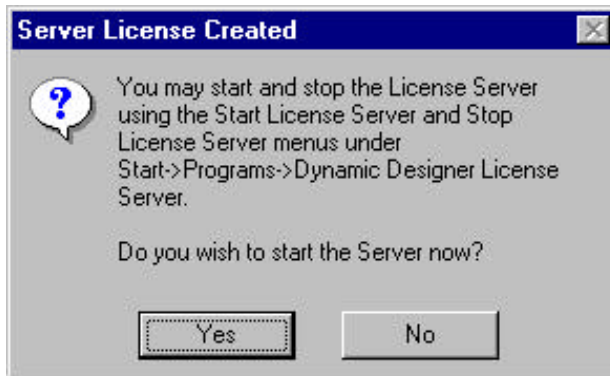 Server License Created
You may start and stop the License Server
using the Start License Server and Stop
License Server menus under
Start->Programs->Dynamic Designer License
Server.
Do you wish to start the Server now?
Yes
No